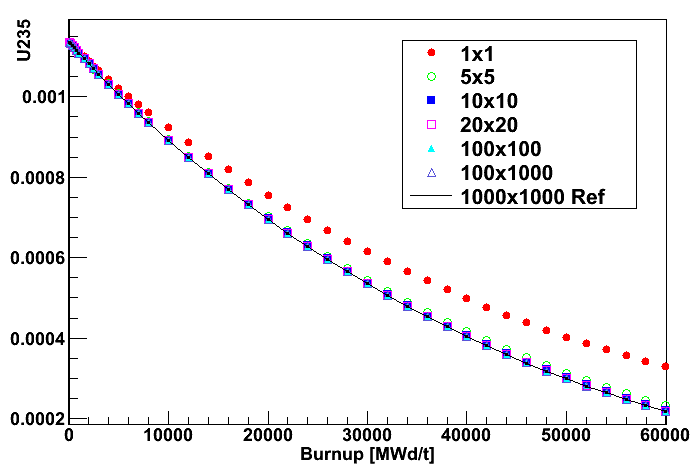 U235
0.001
0.0008
0.0006
0.0004
0.0002
0
10000
20000
30000
40000
50000
60000
Burnup [MWd/t]
1x1
5x5
10x10
20x20
100x100
100x1000
1000x1000 Ref